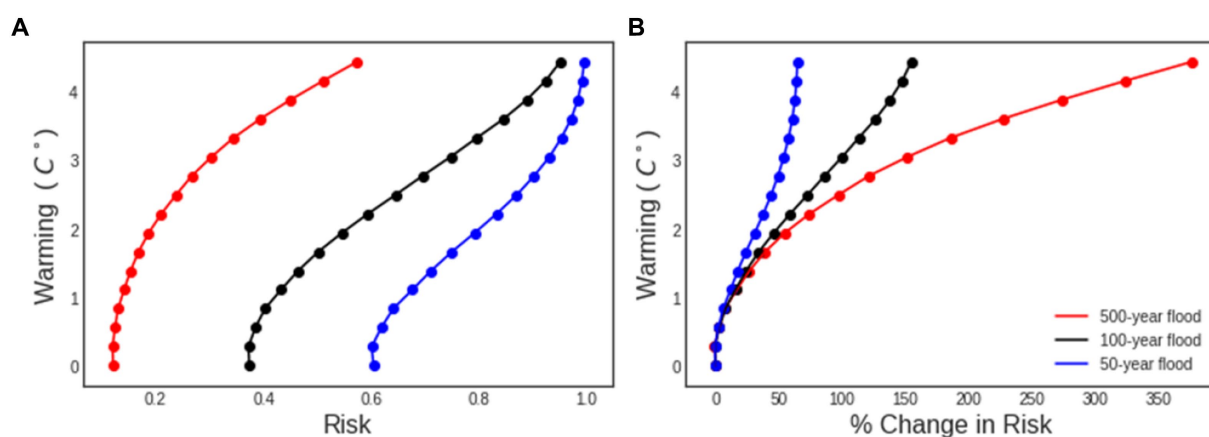 A
B
Warming ( C° )
4
3
2
1
0
0.2 0.4 0.6 0.8 1.0
Risk
Warming ( C° )
4
3
2
1
0
0 50 100 150 200 250 300 350
% Change in Risk
500-year flood
100-year flood
50-year flood